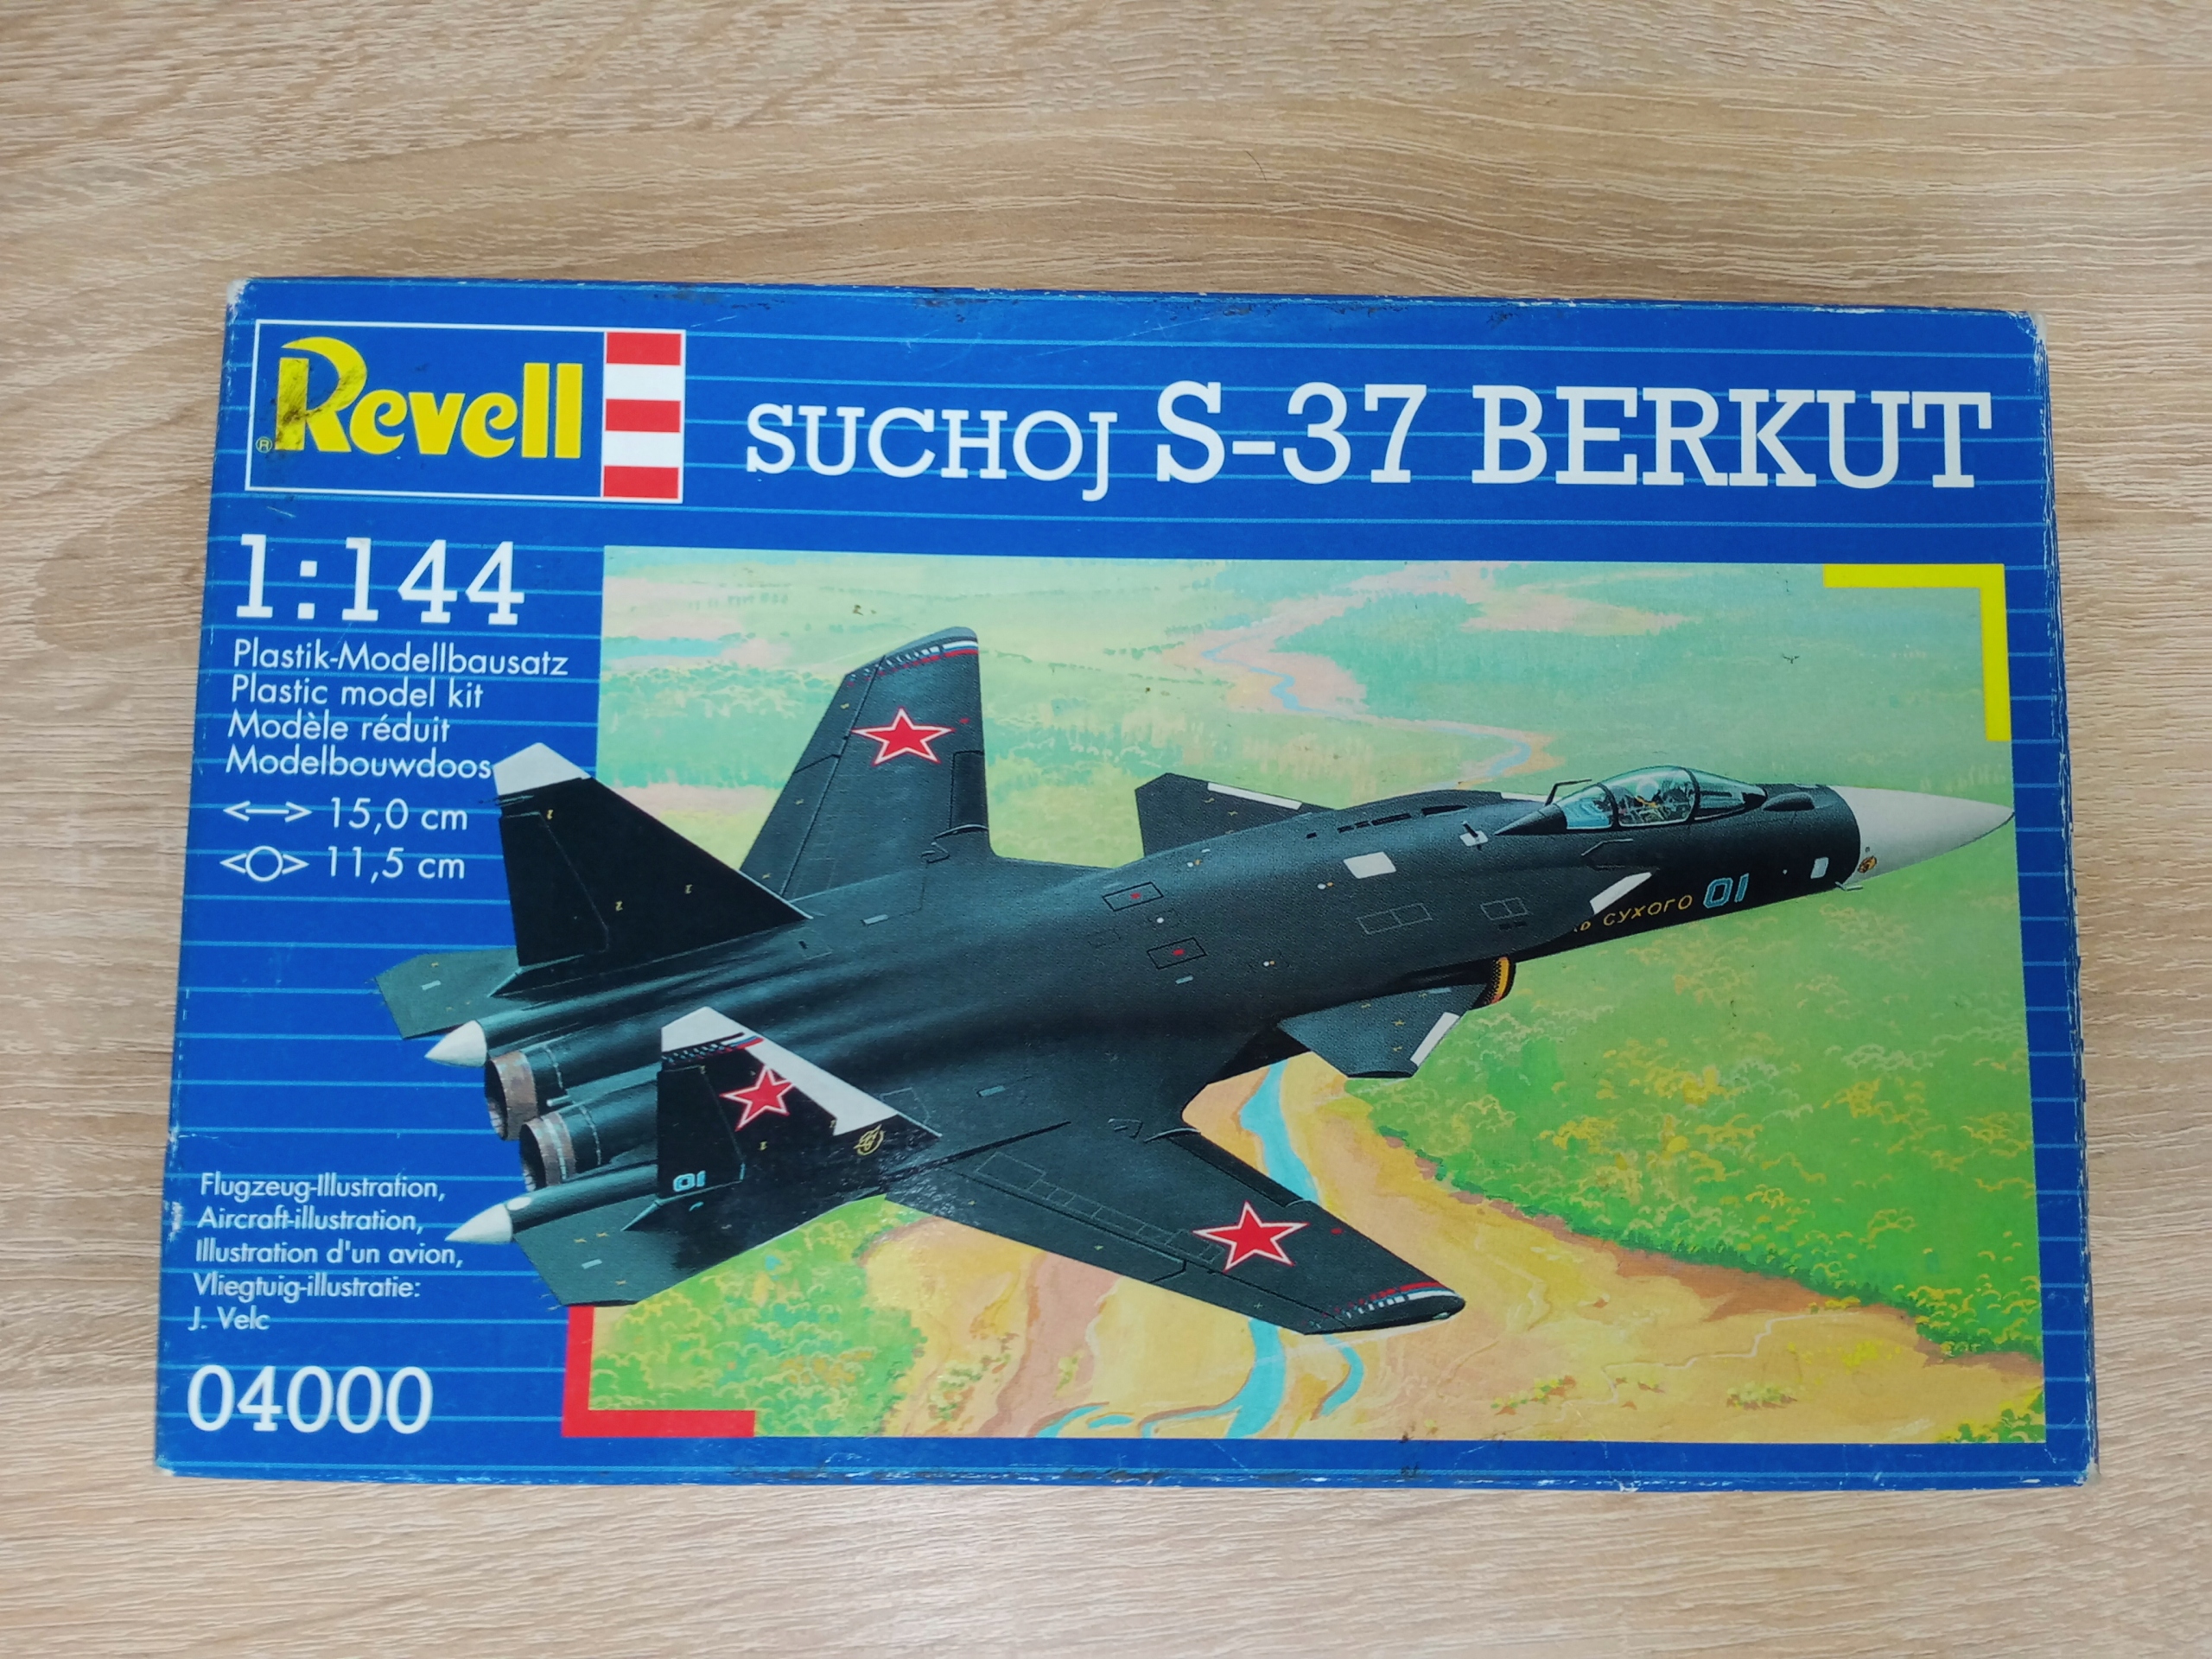 Revell
®
SUCHOJ S-37 BERKUT
1:144
Plastik-Modellbausatz
Plastic model kit
Modèle réduit
Modelbouwdoos
15,0 cm
11,5 cm
СУХОГО 01
01
Flugzeug-Illustration,
Aircraft-illustration,
Illustration d'un avion,
Vliegtuig-illustratie:
J. Velc
04000